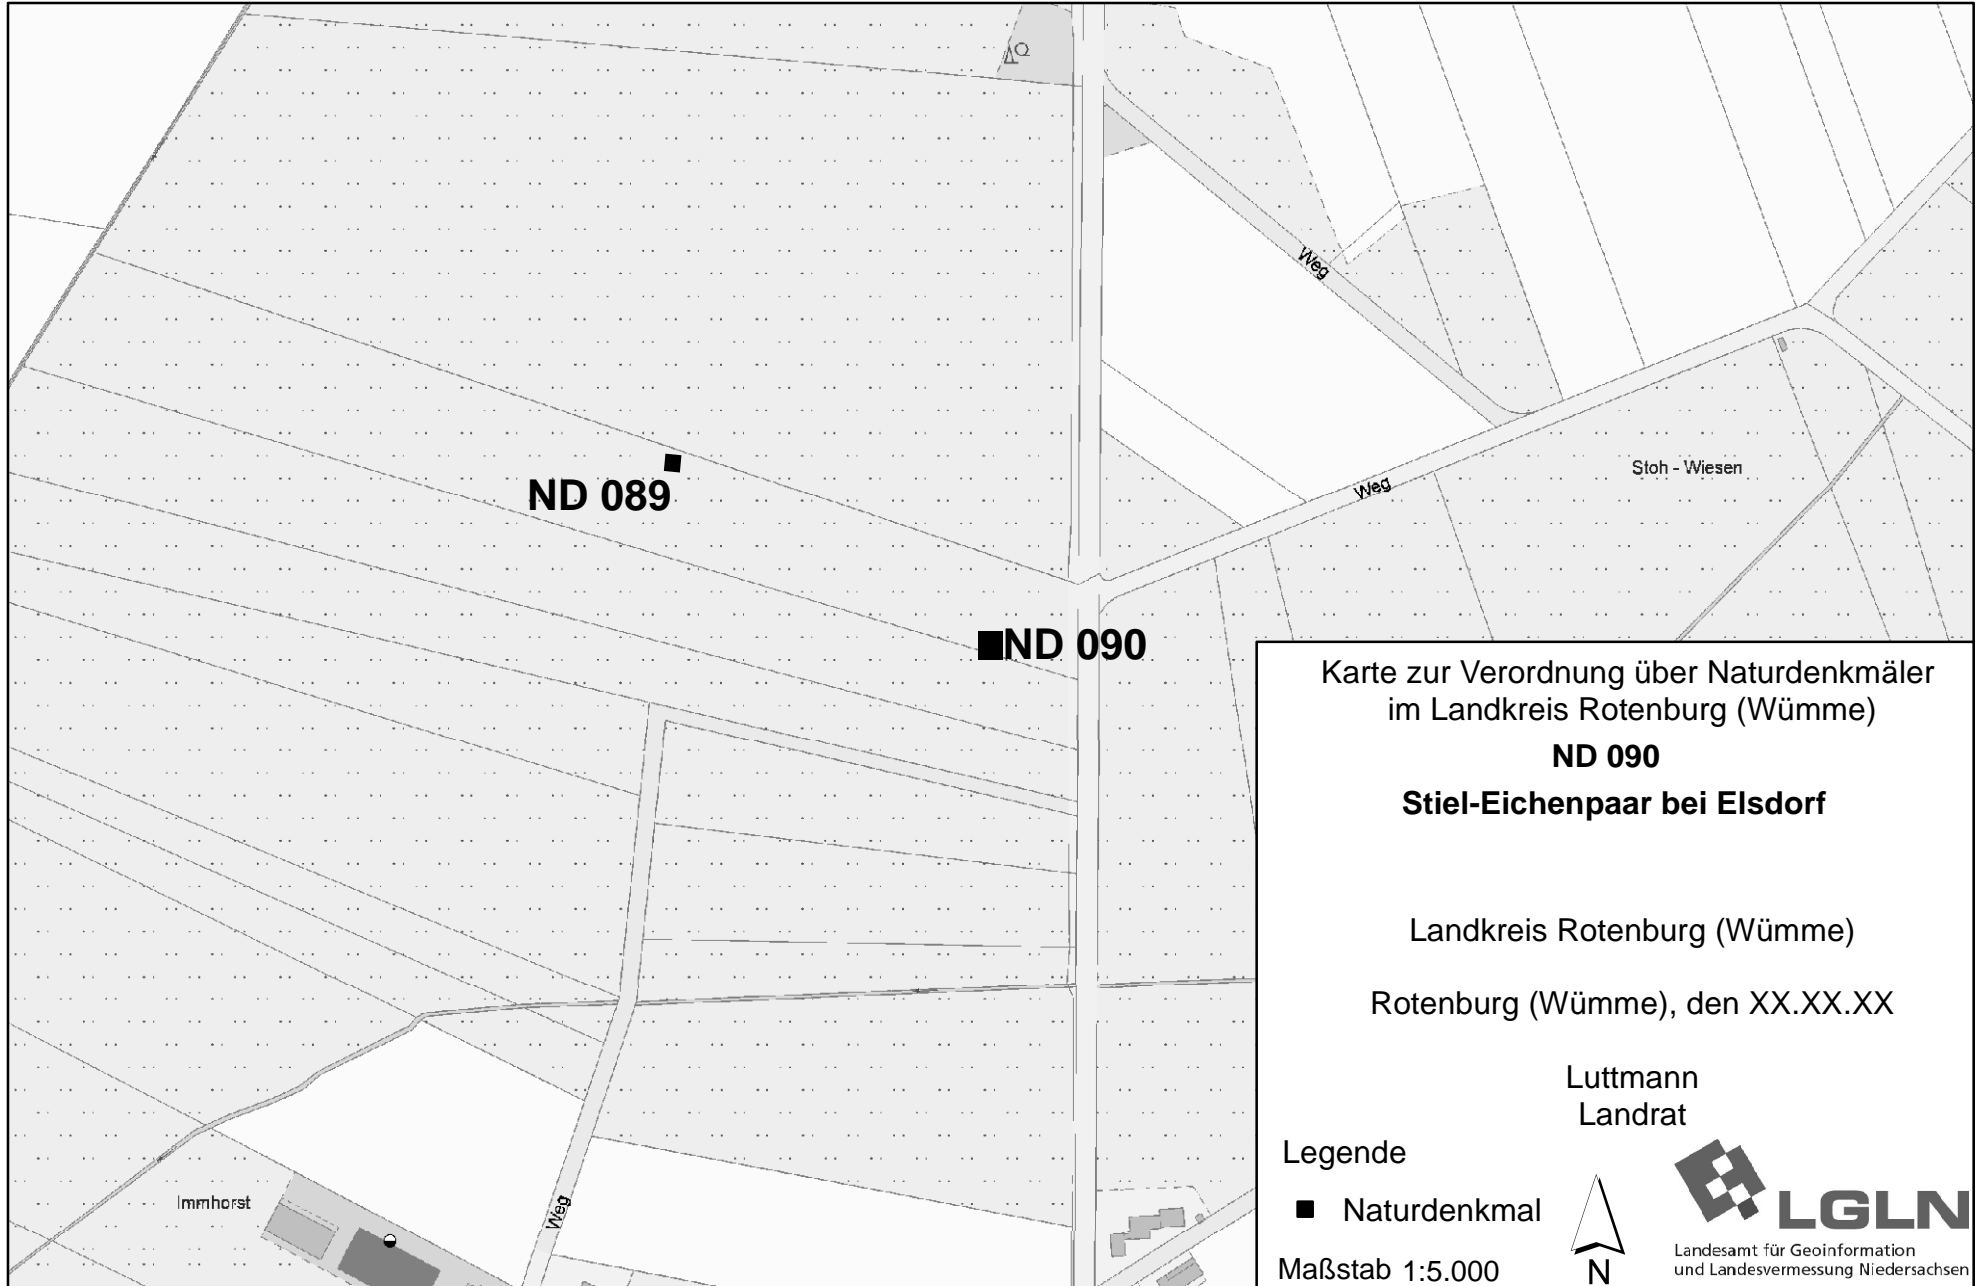 Weg
Stoh - Wiesen
Weg
ND 089
ND 090
Karte zur Verordnung über Naturdenkmäler
im Landkreis Rotenburg (Wümme)
ND 090
Stiel-Eichenpaar bei Elsdorf
Landkreis Rotenburg (Wümme)
Rotenburg (Wümme), den XX.XX.XX
Luttmann
Landrat
Legende
Naturdenkmal
Maßstab 1:5.000
N
LGLN
Landesamt für Geoinformation
und Landesvermessung Niedersachsen
Immhorst
Weg